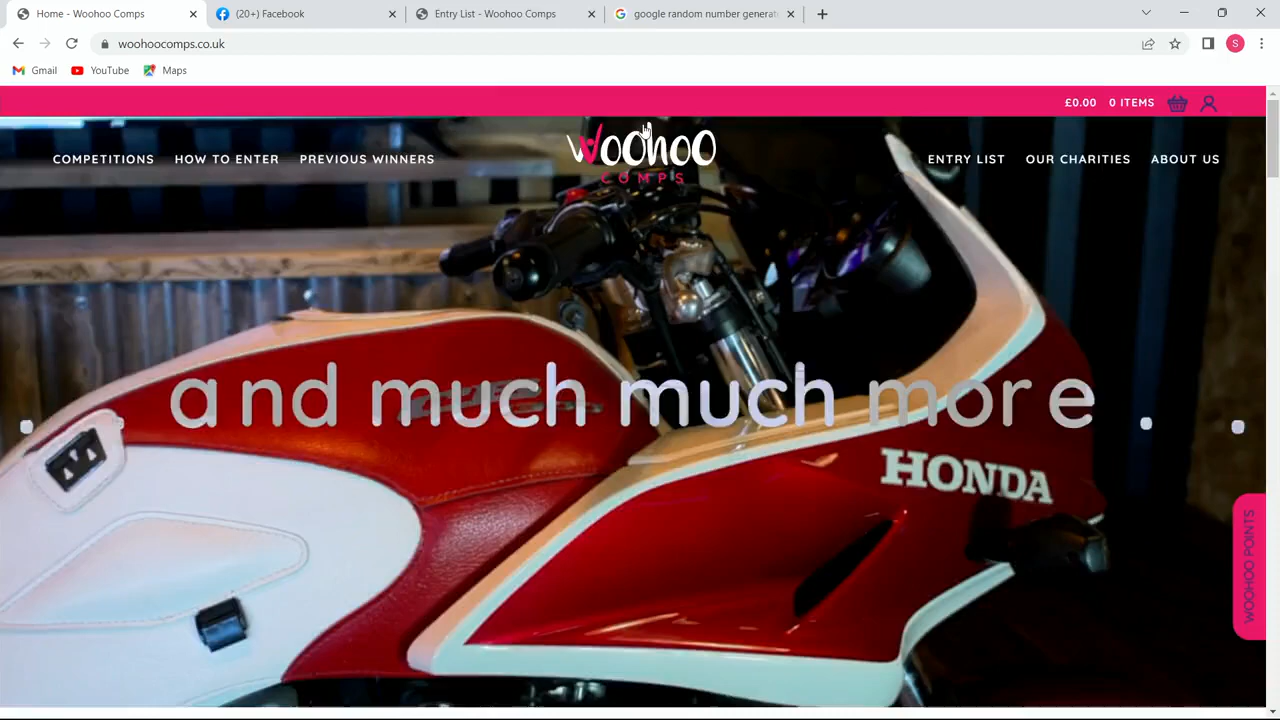 Home - Woohoo Comps
(20+) Facebook
Entry List - Woohoo Comps
google random number generat
woohoocomps.co.uk
S
Gmail
YouTube
Maps
£0.00 0 ITEMS
COMPETITIONS
HOW TO ENTER
PREVIOUS WINNERS
woohoo
COMPS
ENTRY LIST
OUR CHARITIES
ABOUT US
and much much more
HONDA
WOOHOO POINTS